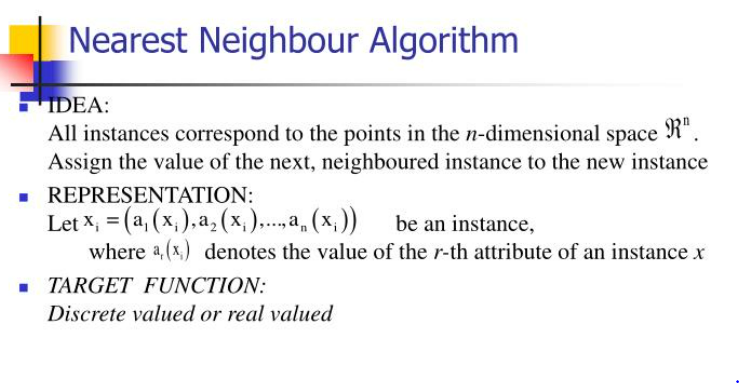 Nearest Neighbour Algorithm
IDEA:
All instances correspond to the points in the n-dimensional space ℜⁿ.
Assign the value of the next, neighboured instance to the new instance
REPRESENTATION:
Let xᵢ = (a₁(xᵢ), a₂(xᵢ),..., aₙ(xᵢ)) be an instance,
where aᵣ(xᵢ) denotes the value of the r-th attribute of an instance x
TARGET FUNCTION:
Discrete valued or real valued